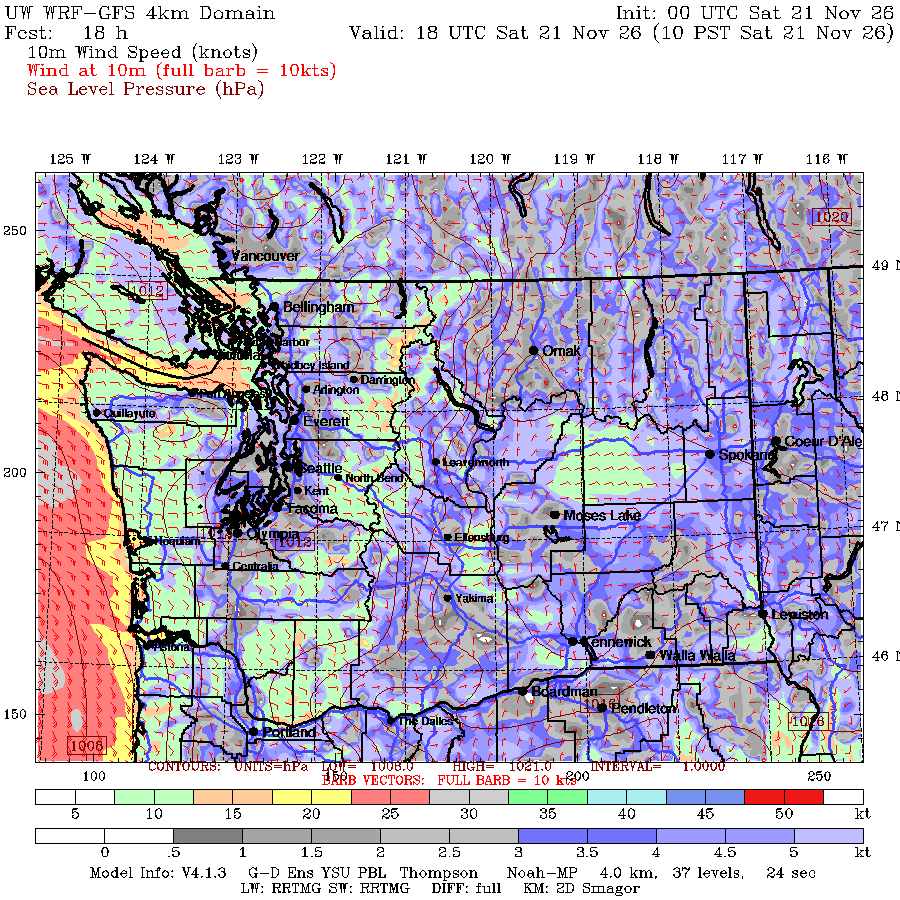 UW WRF-GFS 4km Domain Init: 00 UTC Sat 21 Nov 26
Fcst: 18 h Valid: 18 UTC Sat 21 Nov 26 (10 PST Sat 21 Nov 26)
10m Wind Speed (knots)
Wind at 10m (full barb = 10kts)
Sea Level Pressure (hPa)
125 W 124 W 123 W 122 W 121 W 120 W 119 W 118 W 117 W 116 W
1020
250
Vancouver
49 N
1012
Bellingham
Omak
Whidbey Island
Darrington
Arlington
48 N
Quillayute
Everett
Coeur D'Ale
Spokane
Leavenworth
Seattle
200
North Bend
Kent
Tacoma
Moses Lake
47 N
Olympia
Ellensburg
Hoquiam
1012
Centralia
Yakima
Lewiston
Kennewick
Astoria
Walla Walla
46 N
Boardman
Pendleton
150
The Dalles
1016
Portland
1008
CONTOURS: UNITS=hPa LOW= 1008.0 HIGH= 1021.0 INTERVAL= 1.0000
100 150 200 250
BARB VECTORS: FULL BARB = 10 kts
5 10 15 20 25 30 35 40 45 50 kt
0 .5 1 1.5 2 2.5 3 3.5 4 4.5 5 kt
Model Info: V4.1.3 G-D Ens YSU PBL Thompson Noah-MP 4.0 km, 37 levels, 24 sec
LW: RRTMG SW: RRTMG DIFF: full KM: 2D Smagor